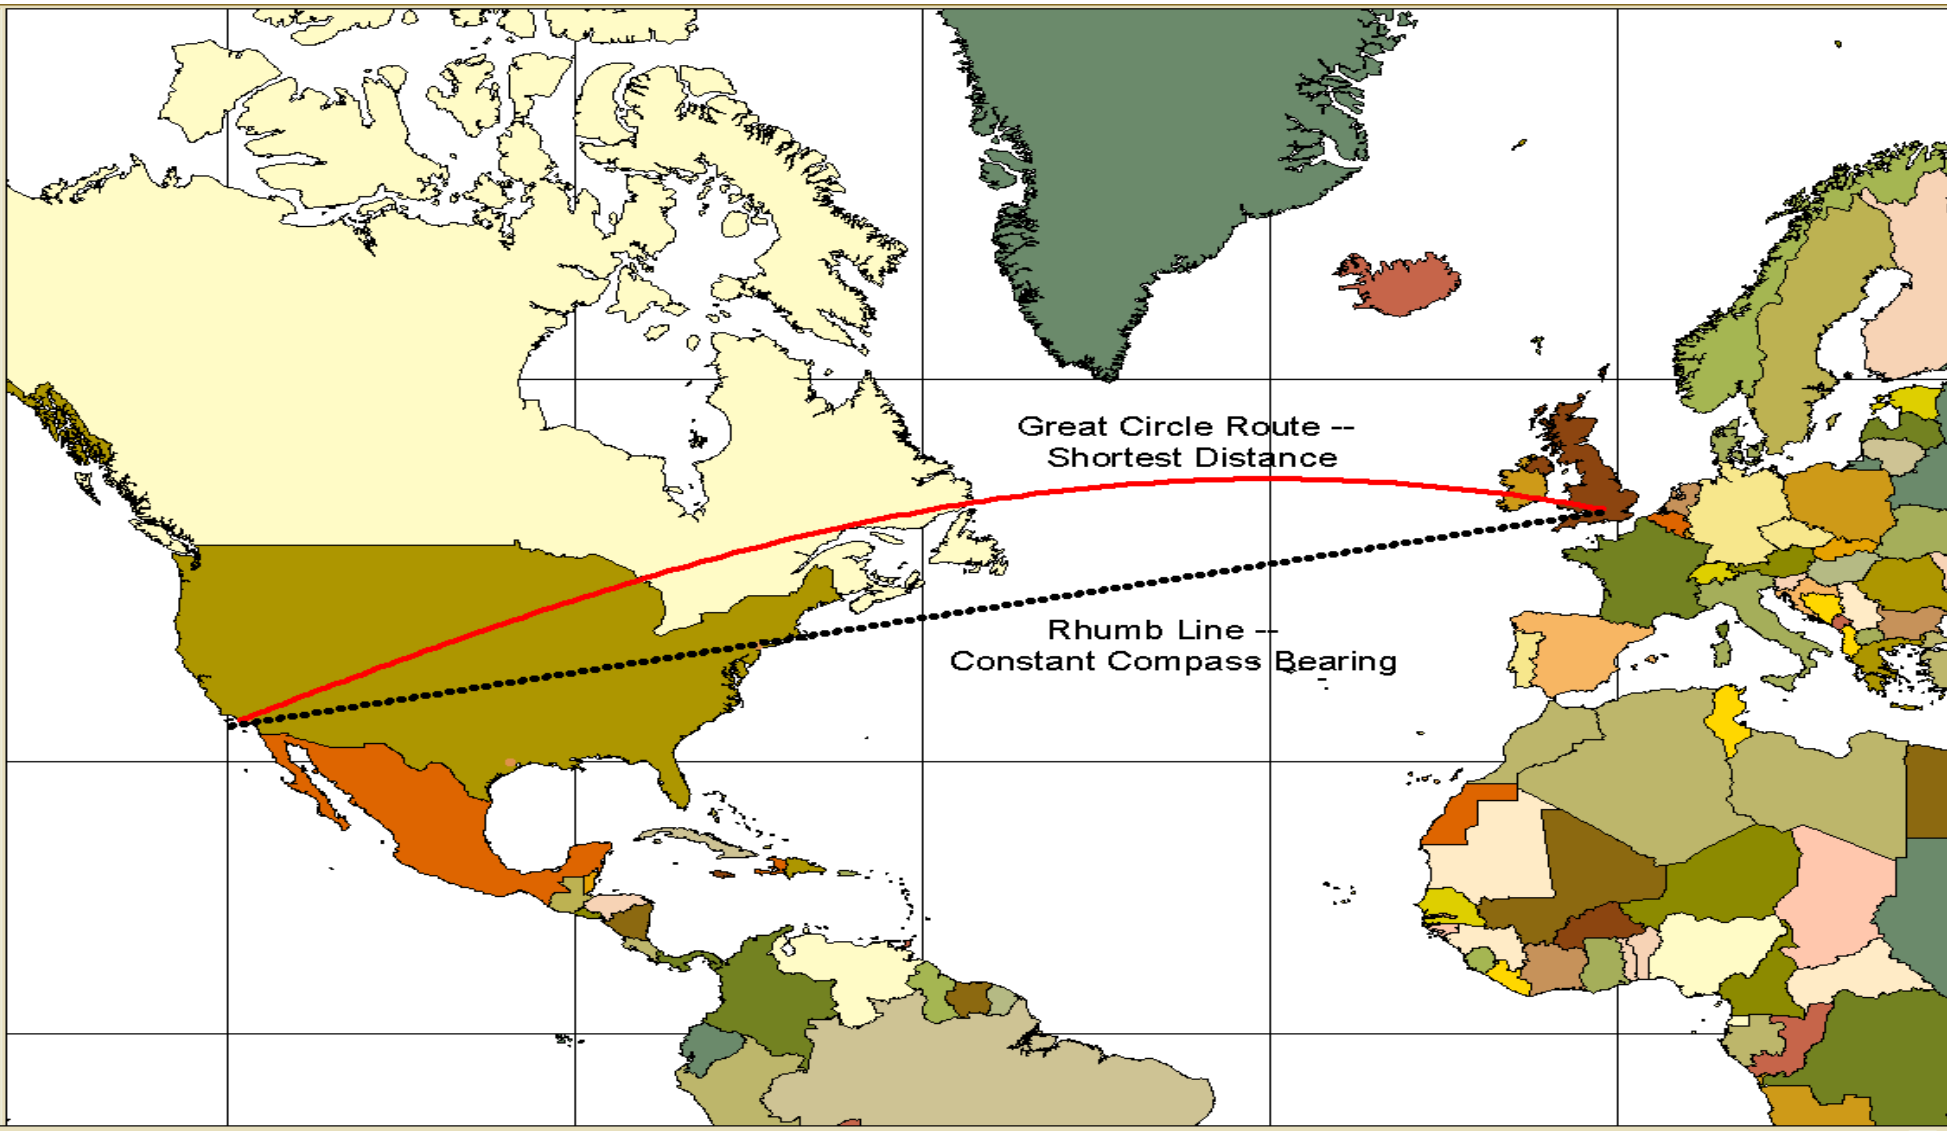 Great Circle Route --
Shortest Distance
Rhumb Line --
Constant Compass Bearing